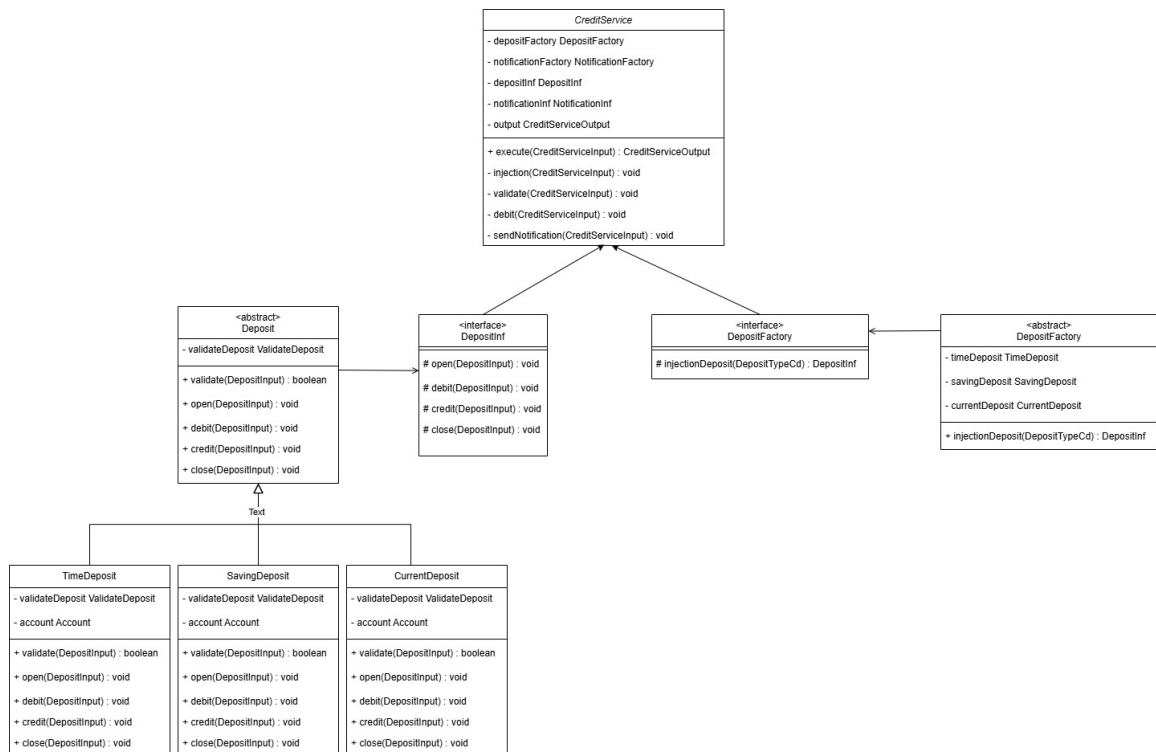 CreditService
- depositFactory DepositFactory
- notificationFactory NotificationFactory
- depositInf DepositInf
- notificationInf NotificationInf
- output CreditServiceOutput
+ execute(CreditServiceInput) : CreditServiceOutput
- injection(CreditServiceInput) : void
- validate(CreditServiceInput) : void
- debit(CreditServiceInput) : void
- sendNotification(CreditServiceInput) : void
<abstract>
Deposit
- validateDeposit ValidateDeposit
+ validate(DepositInput) : boolean
+ open(DepositInput) : void
+ debit(DepositInput) : void
+ credit(DepositInput) : void
+ close(DepositInput) : void
<interface>
DepositInf
# open(DepositInput) : void
# debit(DepositInput) : void
# credit(DepositInput) : void
# close(DepositInput) : void
<interface>
DepositFactory
# injectionDeposit(DepositTypeCd) : DepositInf
<abstract>
DepositFactory
- timeDeposit TimeDeposit
- savingDeposit SavingDeposit
- currentDeposit CurrentDeposit
+ injectionDeposit(DepositTypeCd) : DepositInf
Text
TimeDeposit
- validateDeposit ValidateDeposit
- account Account
+ validate(DepositInput) : boolean
+ open(DepositInput) : void
+ debit(DepositInput) : void
+ credit(DepositInput) : void
+ close(DepositInput) : void
SavingDeposit
- validateDeposit ValidateDeposit
- account Account
+ validate(DepositInput) : boolean
+ open(DepositInput) : void
+ debit(DepositInput) : void
+ credit(DepositInput) : void
+ close(DepositInput) : void
CurrentDeposit
- validateDeposit ValidateDeposit
- account Account
+ validate(DepositInput) : boolean
+ open(DepositInput) : void
+ debit(DepositInput) : void
+ credit(DepositInput) : void
+ close(DepositInput) : void